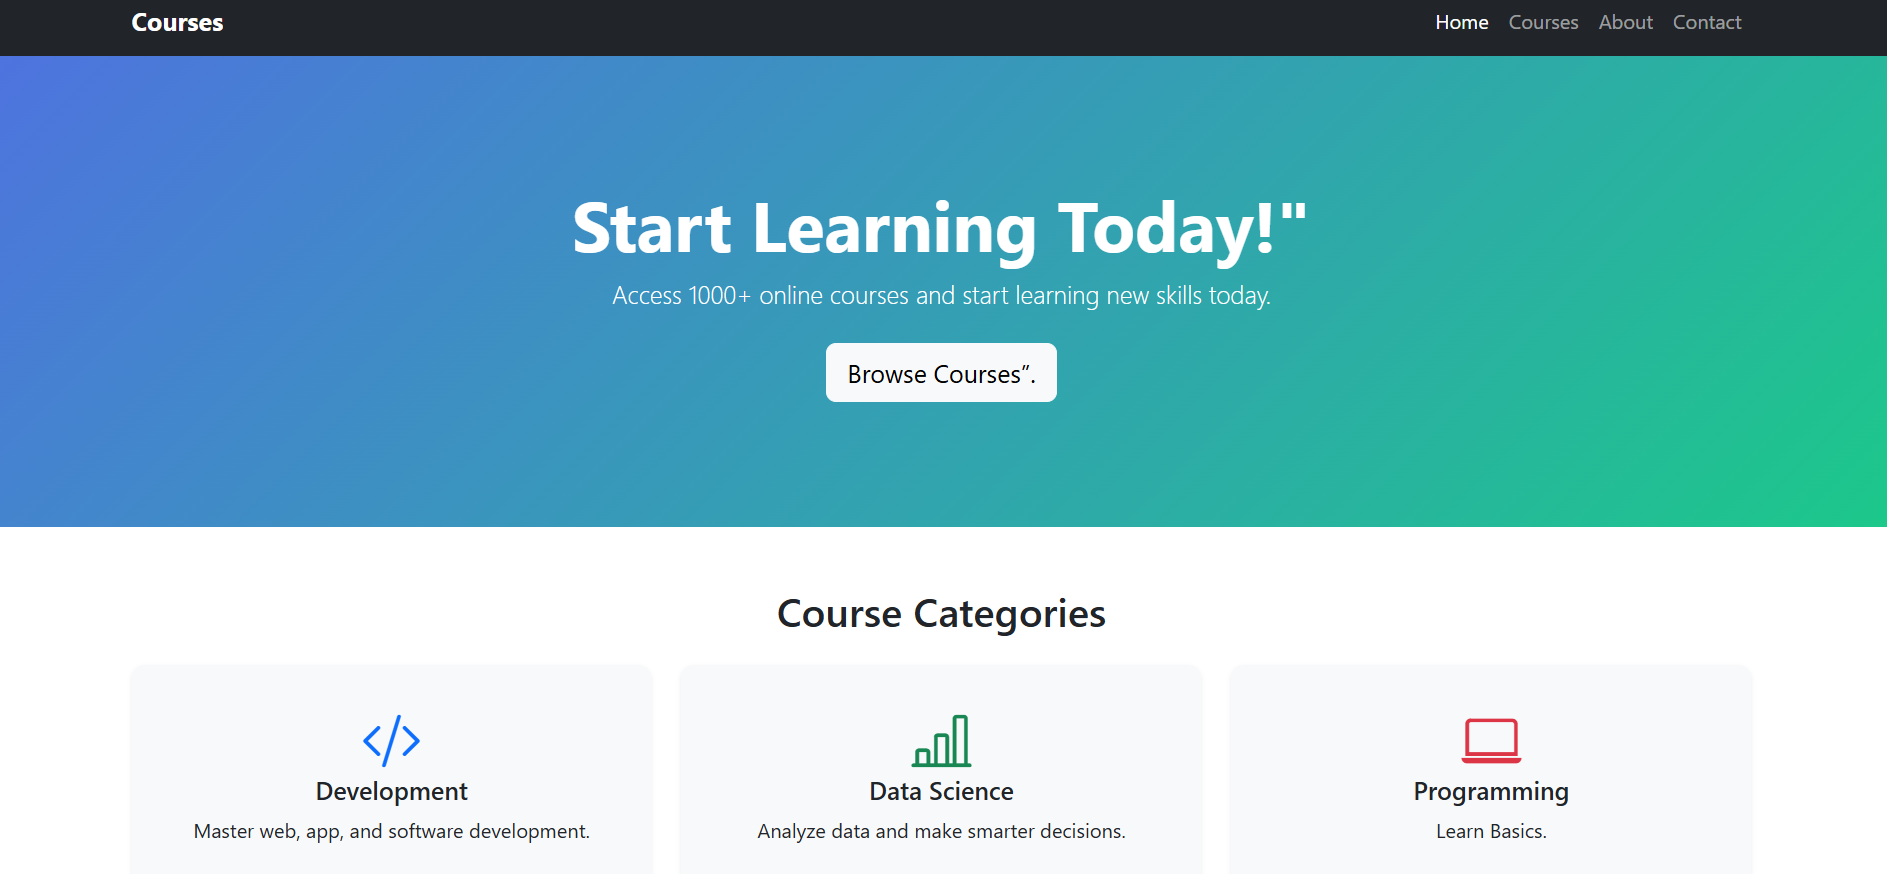 Courses
Home Courses About Contact
Start Learning Today!"
Access 1000+ online courses and start learning new skills today.
Browse Courses”.
Course Categories
Development
Master web, app, and software development.
Data Science
Analyze data and make smarter decisions.
Programming
Learn Basics.